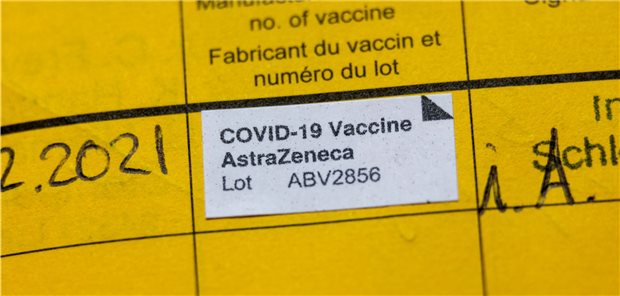 no. of vaccine
Fabricant du vaccin et
numéro du lot
2.2021
COVID-19 Vaccine
AstraZeneca
Lot ABV2856
i. A.